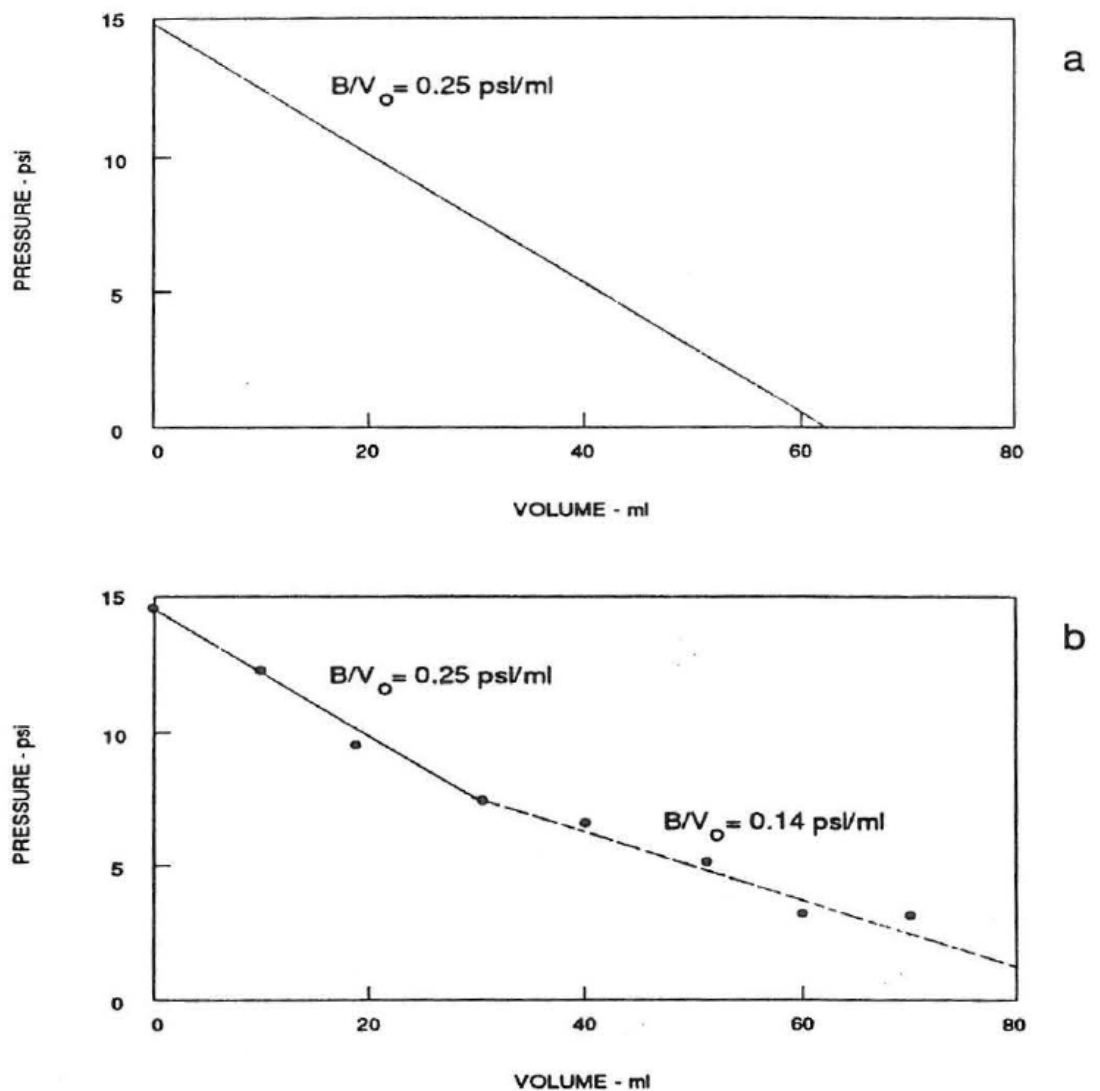 15
a
B/Vo= 0.25 psi/ml
PRESSURE - psi
10
5
0
0 20 40 60 80
VOLUME - ml
15
b
B/Vo= 0.25 psi/ml
PRESSURE - psi
10
B/Vo= 0.14 psi/ml
5
0
0 20 40 60 80
VOLUME - ml